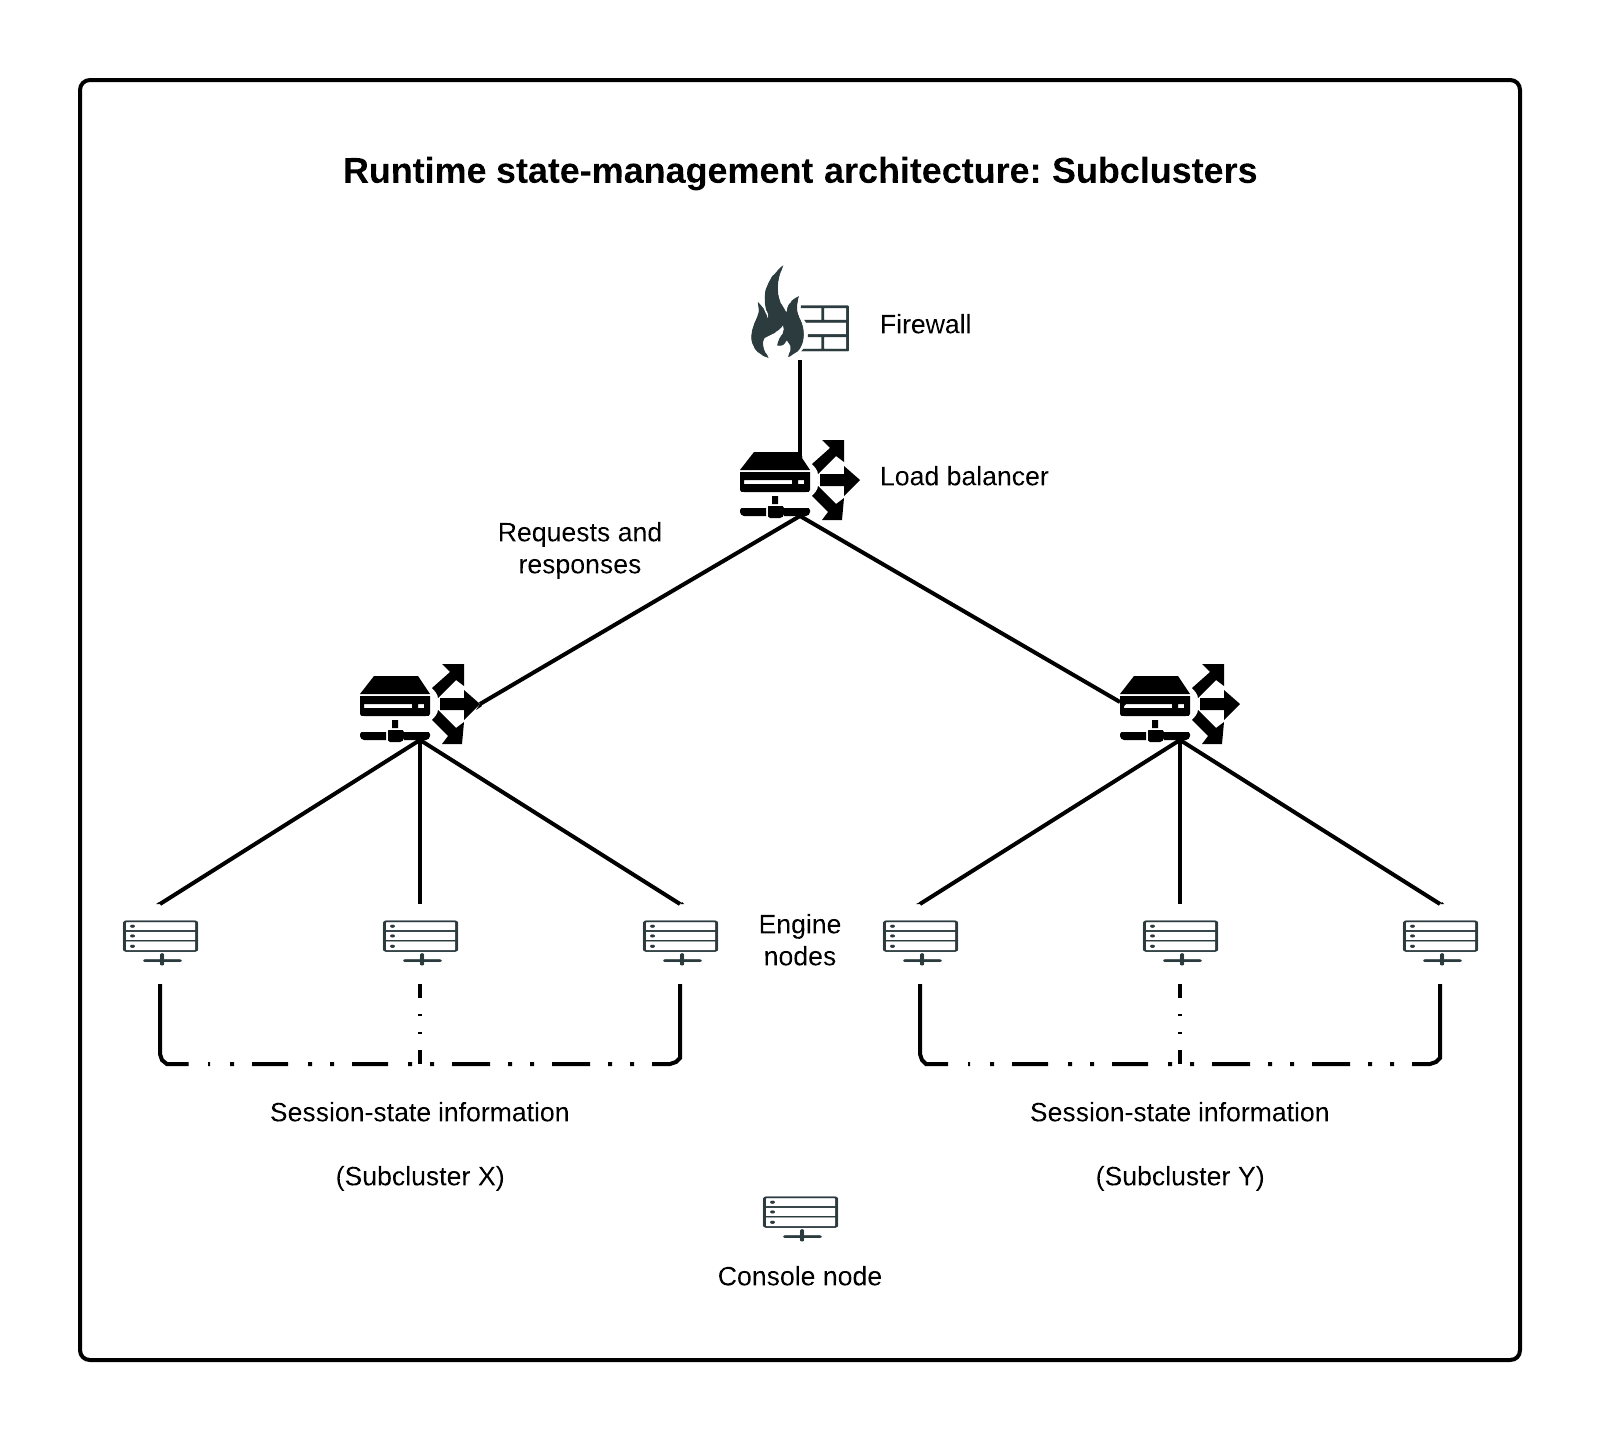 Runtime state-management architecture: Subclusters
Firewall
Load balancer
Requests and
responses
Engine
nodes
Session-state information
(Subcluster X)
Session-state information
(Subcluster Y)
Console node